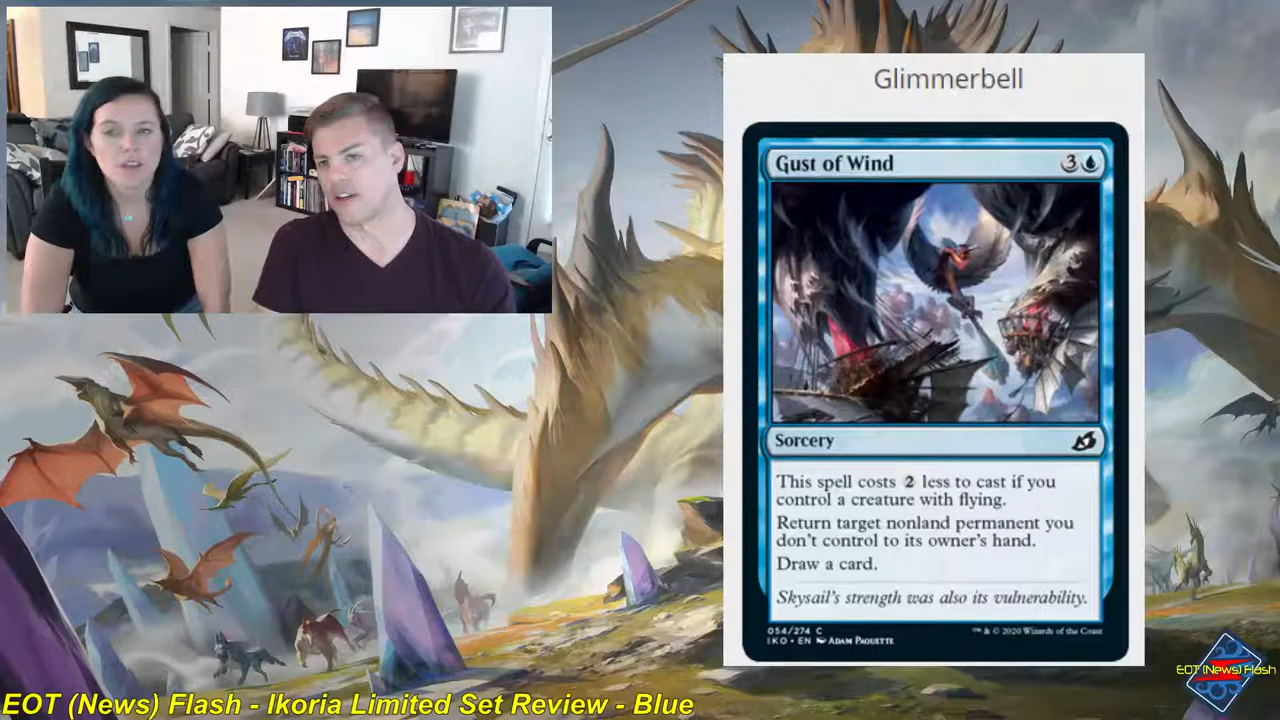 Glimmerbell
Gust of Wind
3
Sorcery
This spell costs 2 less to cast if you
control a creature with flying.
Return target nonland permanent you
don't control to its owner's hand.
Draw a card.
Skysail's strength was also its vulnerability.
054/274 C
IKO • EN ADAM PAQUETTE
™ & © 2020 Wizards of the Coast
EOT (News) Flash
EOT (News) Flash - Ikoria Limited Set Review - Blue